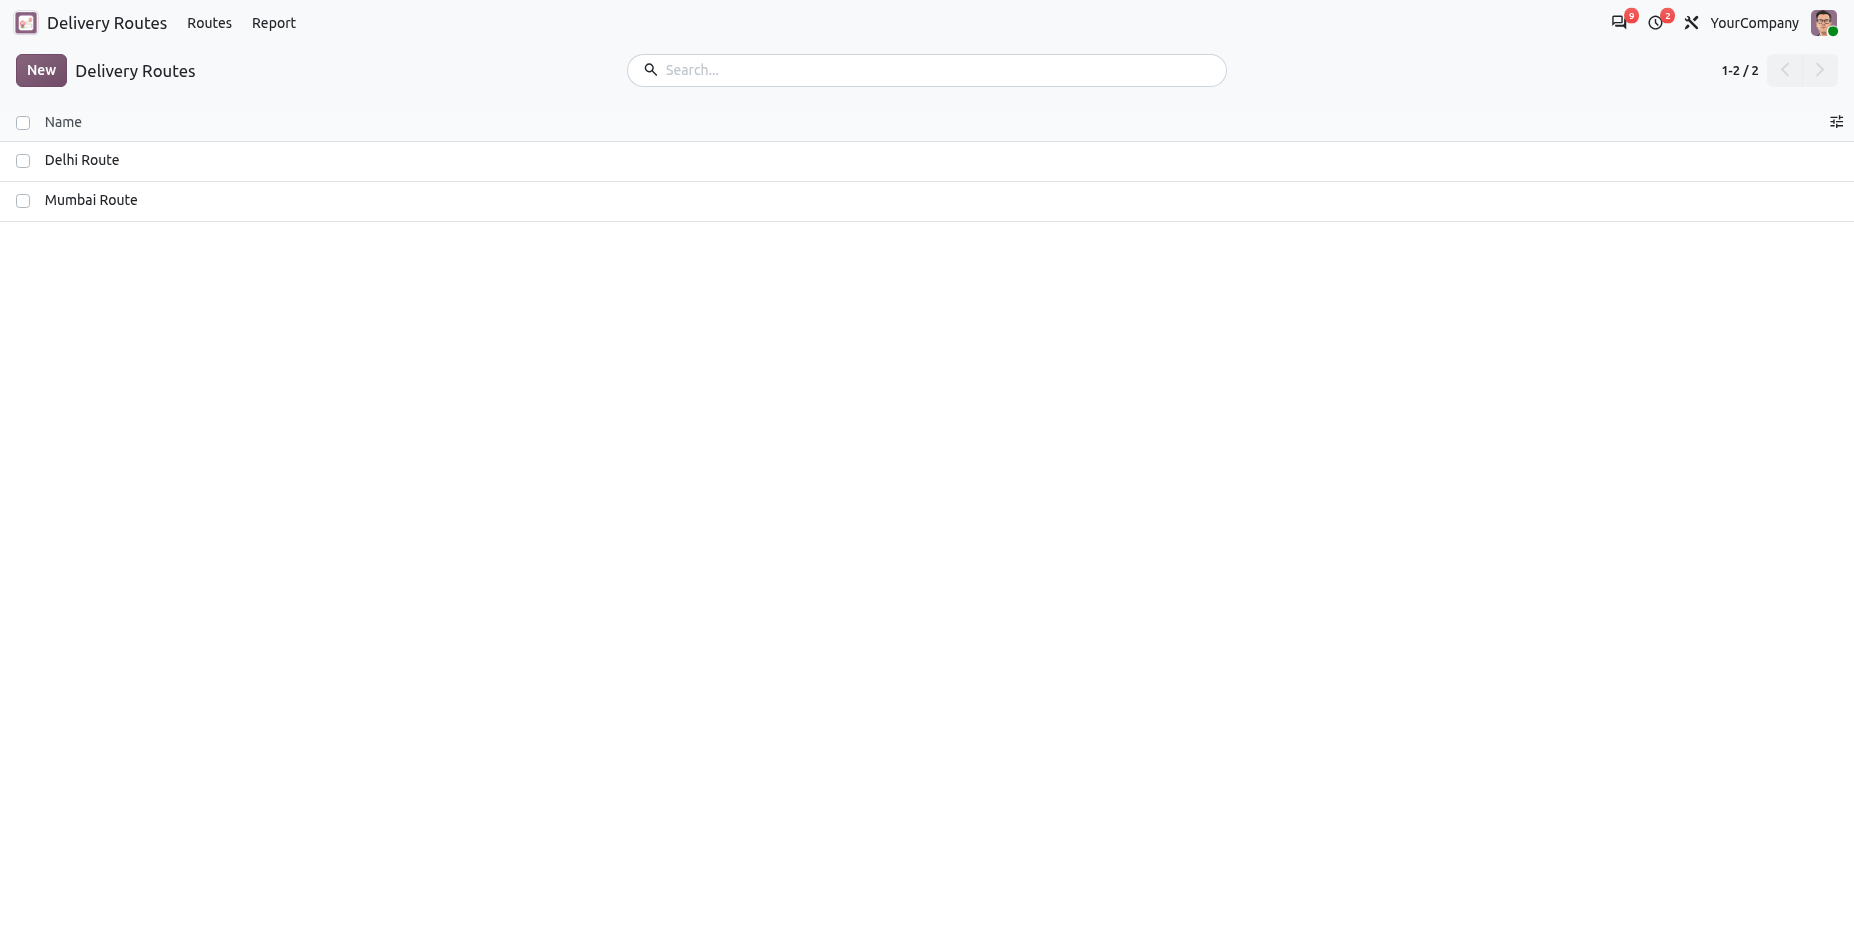 Delivery Routes Routes Report 9 2 YourCompany
New Delivery Routes Search... 1-2 / 2
Name
Delhi Route
Mumbai Route